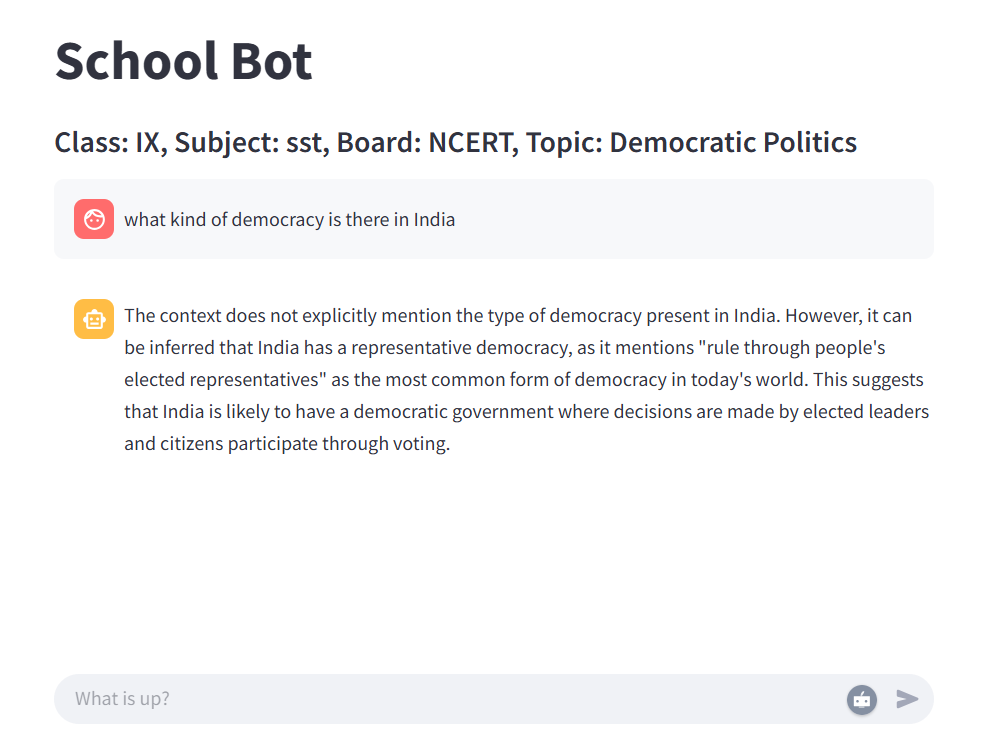 School Bot
Class: IX, Subject: sst, Board: NCERT, Topic: Democratic Politics
what kind of democracy is there in India
The context does not explicitly mention the type of democracy present in India. However, it can
be inferred that India has a representative democracy, as it mentions "rule through people's
elected representatives" as the most common form of democracy in today's world. This suggests
that India is likely to have a democratic government where decisions are made by elected leaders
and citizens participate through voting.
What is up?